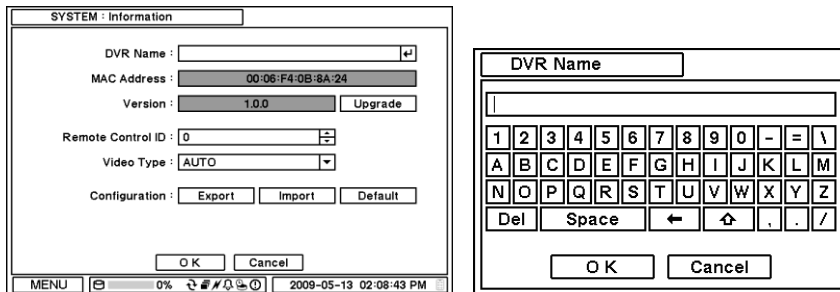 SYSTEM : Information
DVR Name :
MAC Address : 00:06:F4:0B:8A:24
Version : 1.0.0 Upgrade
Remote Control ID : 0
Video Type : AUTO
Configuration : Export Import Default
OK Cancel
MENU 0% 2009-05-13 02:08:43 PM
DVR Name
1 2 3 4 5 6 7 8 9 0 - = \
A B C D E F G H I J K L M
N O P Q R S T U V W X Y Z
Del Space ← ⇧ , . /
OK Cancel